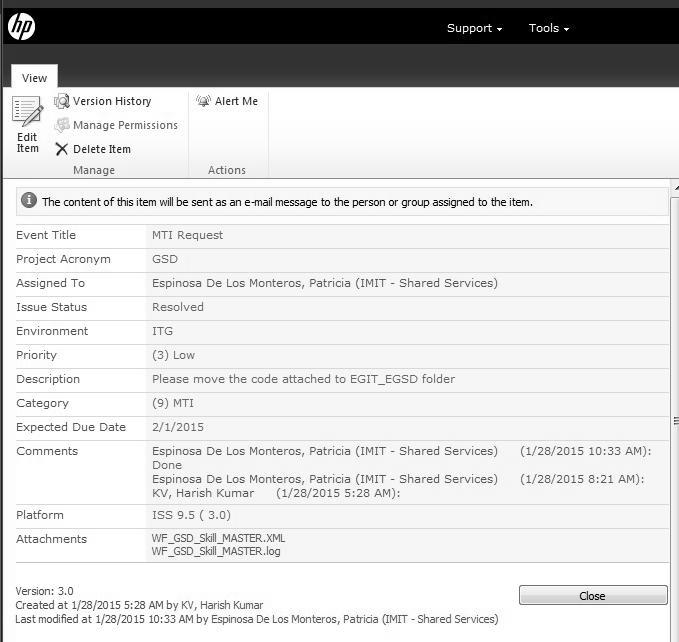 hp
Support Tools
View
Edit Item
Version History
Manage Permissions
Delete Item
Manage
Alert Me
Actions
The content of this item will be sent as an e-mail message to the person or group assigned to the item.
Event Title MTI Request
Project Acronym GSD
Assigned To Espinosa De Los Monteros, Patricia (IMIT - Shared Services)
Issue Status Resolved
Environment ITG
Priority (3) Low
Description Please move the code attached to EGIT_EGSD folder
Category (9) MTI
Expected Due Date 2/1/2015
Comments Espinosa De Los Monteros, Patricia (IMIT - Shared Services) (1/28/2015 10:33 AM):
Done
Espinosa De Los Monteros, Patricia (IMIT - Shared Services) (1/28/2015 8:21 AM):
KV, Harish Kumar (1/28/2015 5:28 AM):
Platform ISS 9.5 ( 3.0)
Attachments WF_GSD_Skill_MASTER.XML
WF_GSD_Skill_MASTER.log
Version: 3.0
Created at 1/28/2015 5:28 AM by KV, Harish Kumar
Last modified at 1/28/2015 10:33 AM by Espinosa De Los Monteros, Patricia (IMIT - Shared Services)
Close